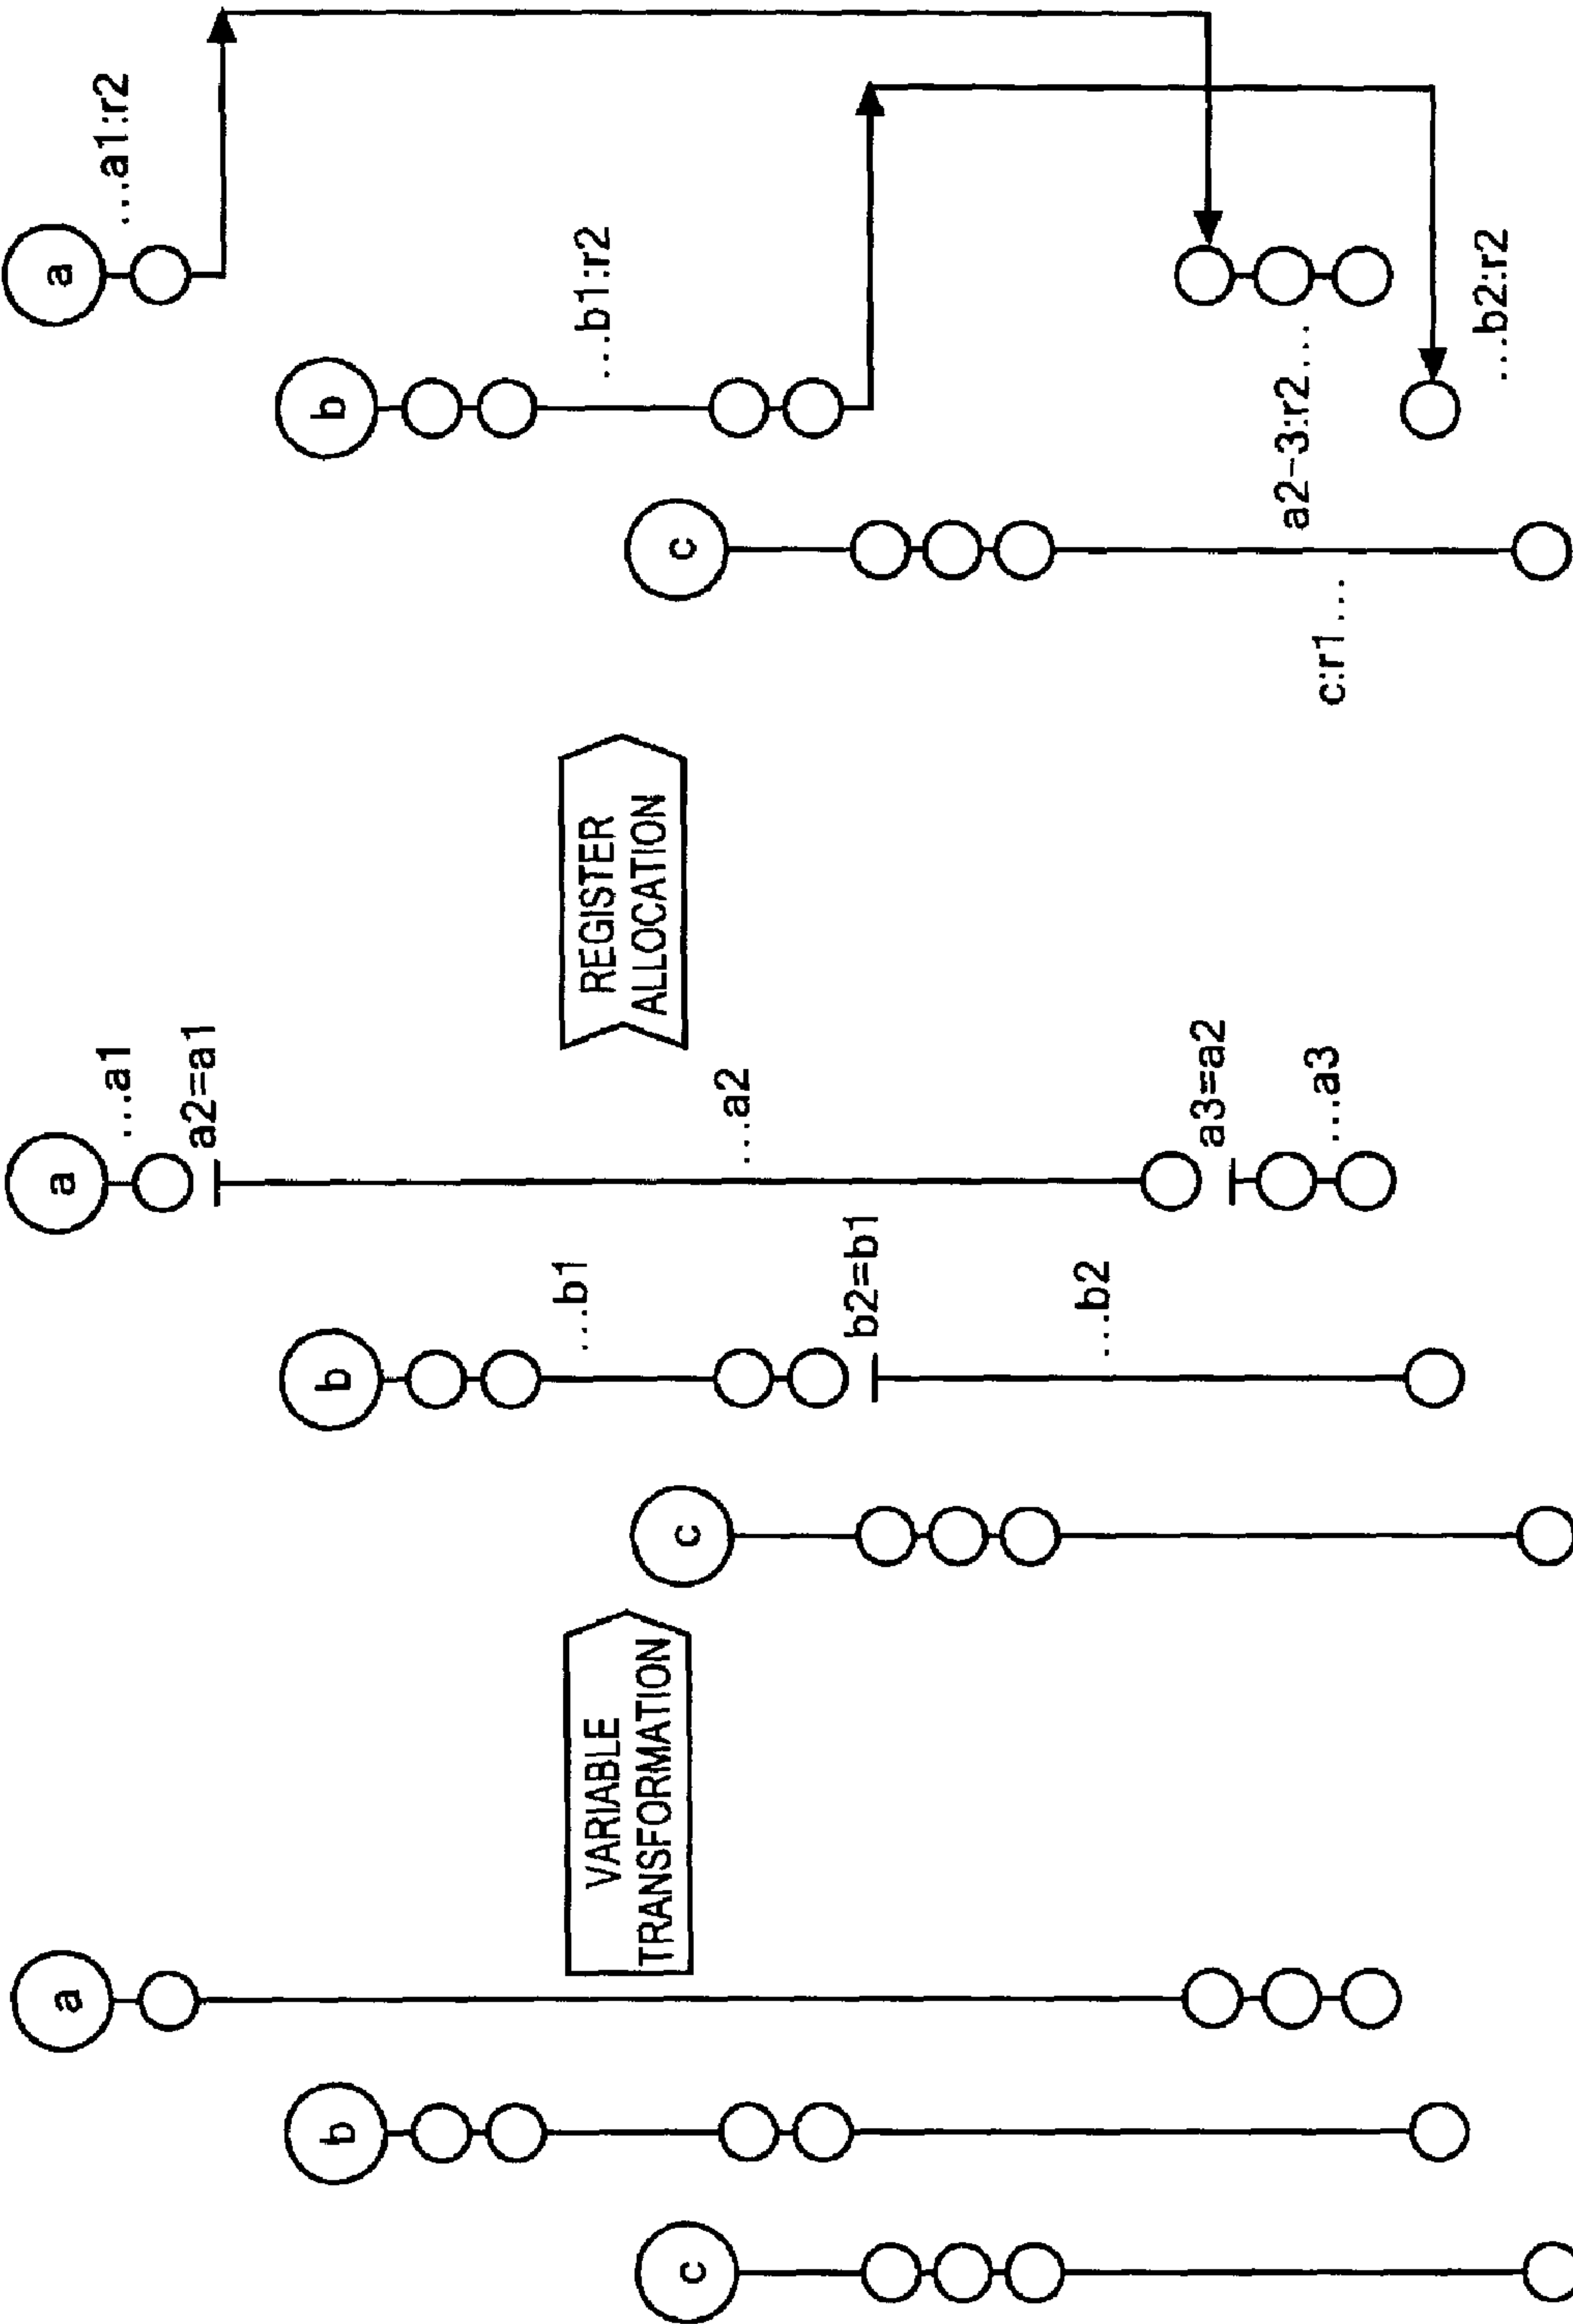 a
b
c
VARIABLE
TRANSFORMATION
a
...a1
a2=a1
b
...b1
c
...a2
b2=b1
...b2
a3=a2
...a3
REGISTER
ALLOCATION
a
...a1:r2
b
...b1:r2
c
a2-3:r2...
c:r1...
...b2:r2